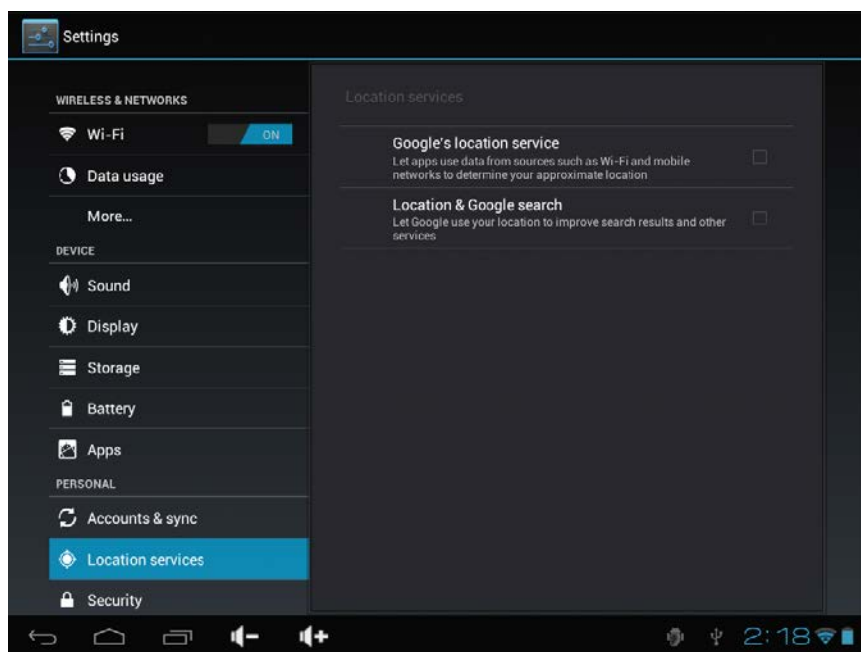 Settings
WIRELESS & NETWORKS
Wi-Fi
ON
Data usage
More...
DEVICE
Sound
Display
Storage
Battery
Apps
PERSONAL
Accounts & sync
Location services
Security
Location services
Google's location service
Let apps use data from sources such as Wi-Fi and mobile
networks to determine your approximate location
Location & Google search
Let Google use your location to improve search results and other
services
2:18